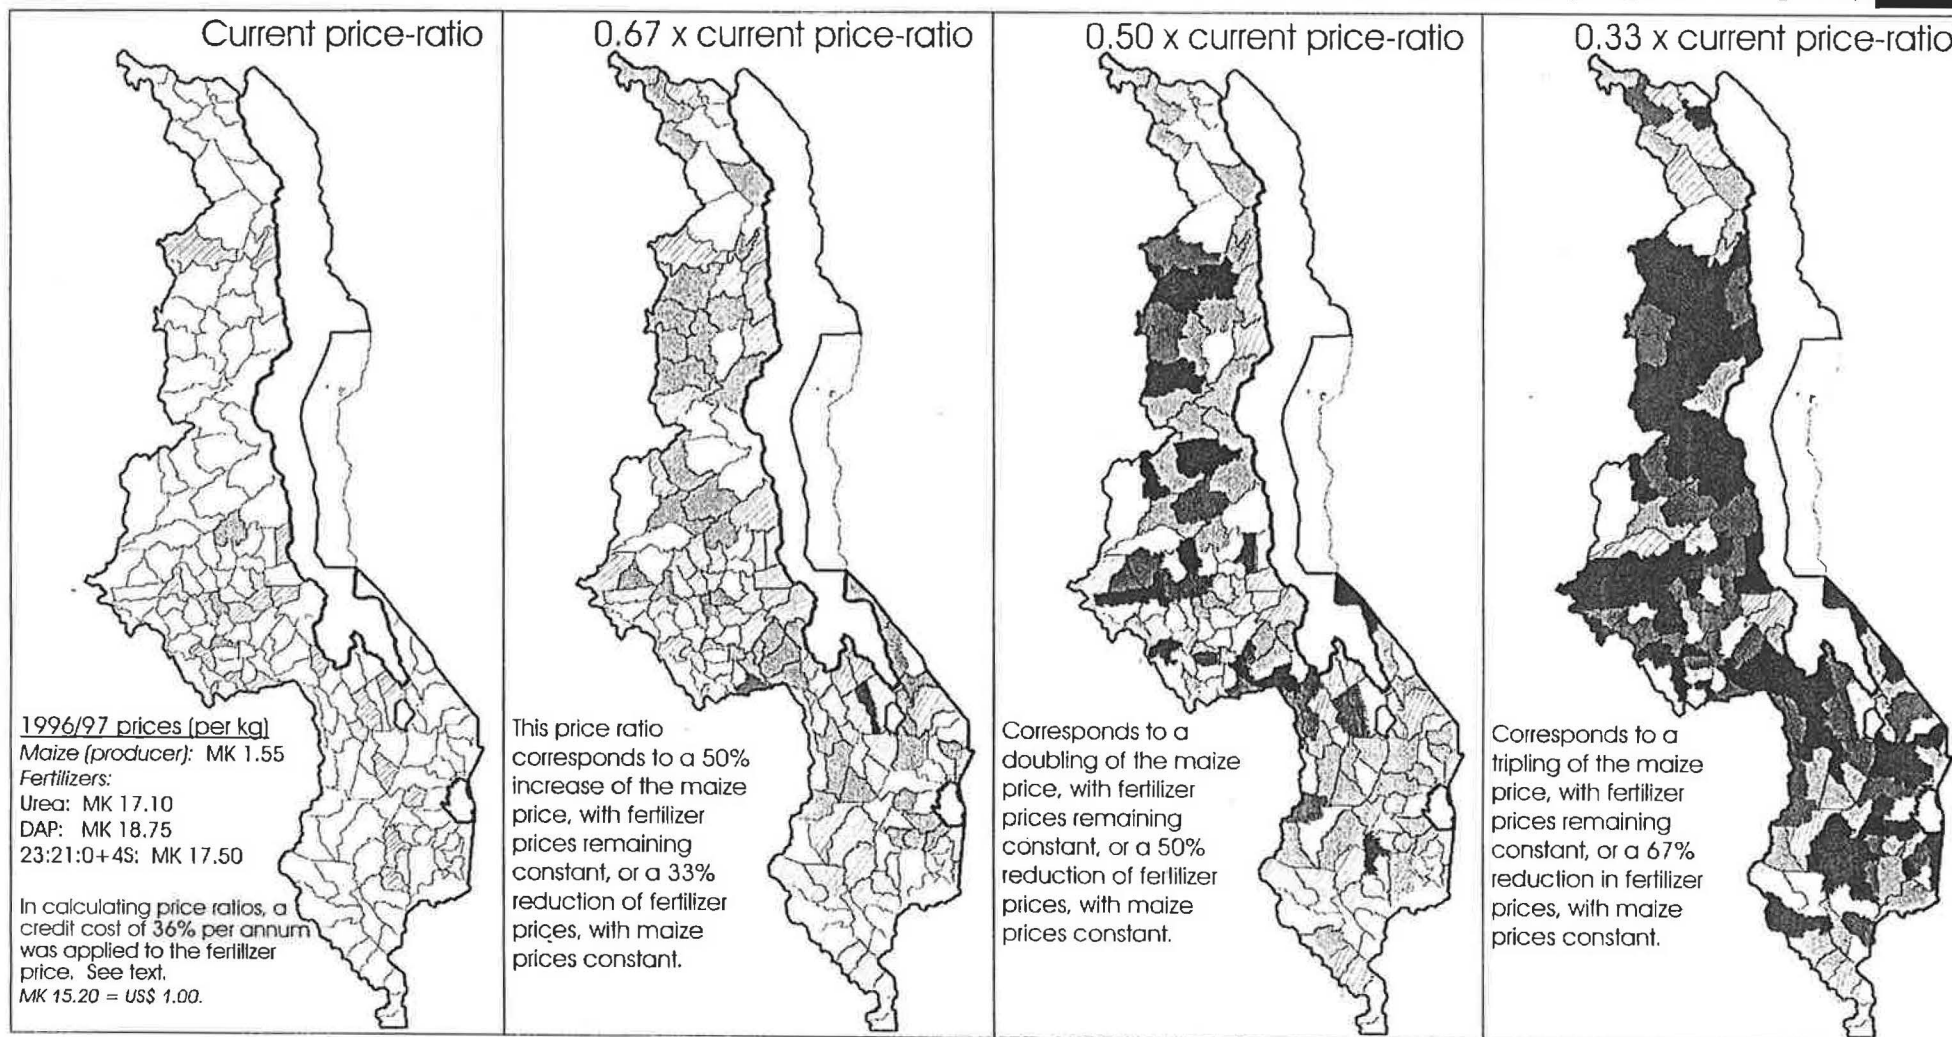 Current price-ratio
1996/97 prices (per kg)
Maize (producer): MK 1.55
Fertilizers:
Urea: MK 17.10
DAP: MK 18.75
23:21:0+4S: MK 17.50
In calculating price ratios, a
credit cost of 36% per annum
was applied to the fertilizer
price. See text.
MK 15.20 = US$ 1.00.
0.67 x current price-ratio
This price ratio
corresponds to a 50%
increase of the maize
price, with fertilizer
prices remaining
constant, or a 33%
reduction of fertilizer
prices, with maize
prices constant.
0.50 x current price-ratio
Corresponds to a
doubling of the maize
price, with fertilizer
prices remaining
constant, or a 50%
reduction of fertilizer
prices, with maize
prices constant.
0.33 x current price-ratio
Corresponds to a
tripling of the maize
price, with fertilizer
prices remaining
constant, or a 67%
reduction in fertilizer
prices, with maize
prices constant.